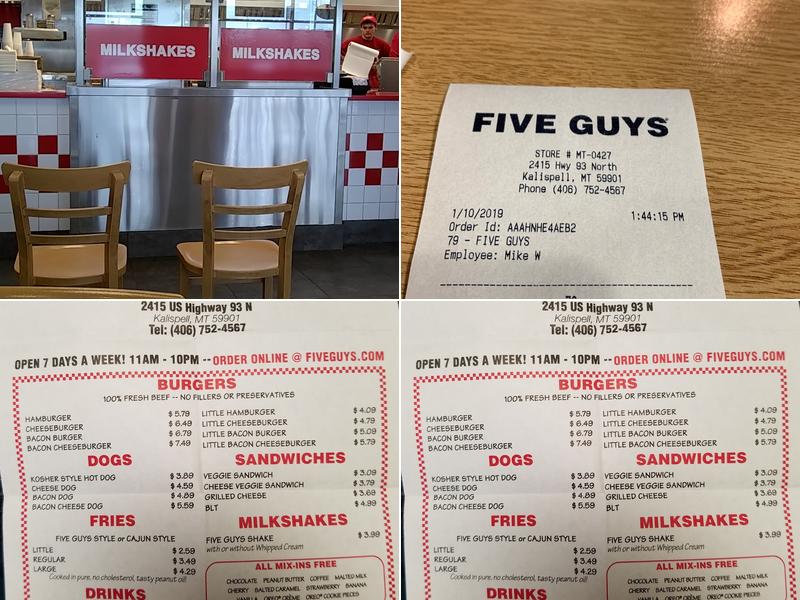 MILKSHAKES
MILKSHAKES
FIVE GUYS
STORE # MT-0427
2415 Hwy 93 North
Kalispell, MT 59901
Phone (406) 752-4567
1/10/2019 1:44:15 PM
Order Id: AAAHNHE4AEB2
79 - FIVE GUYS
Employee: Mike W
2415 US Highway 93 N
Kalispell, MT 59901
Tel: (406) 752-4567
OPEN 7 DAYS A WEEK! 11AM - 10PM -- ORDER ONLINE @ FIVEGUYS.COM
BURGERS
100% FRESH BEEF -- NO FILLERS OR PRESERVATIVES
HAMBURGER $ 5.79
CHEESEBURGER $ 6.49
BACON BURGER $ 6.79
BACON CHEESEBURGER $ 7.49
LITTLE HAMBURGER $ 4.09
LITTLE CHEESEBURGER $ 4.79
LITTLE BACON BURGER $ 5.09
LITTLE BACON CHEESEBURGER $ 5.79
DOGS
KOSHER STYLE HOT DOG $ 3.89
CHEESE DOG $ 4.59
BACON DOG $ 4.89
BACON CHEESE DOG $ 5.59
SANDWICHES
VEGGIE SANDWICH $ 3.09
CHEESE VEGGIE SANDWICH $ 3.79
GRILLED CHEESE $ 3.69
BLT $ 4.99
FRIES
FIVE GUYS STYLE or CAJUN STYLE
LITTLE $ 2.59
REGULAR $ 3.49
LARGE $ 4.29
Cooked in pure, no cholesterol, tasty peanut oil!
MILKSHAKES
FIVE GUYS SHAKE $ 3.99
with or without Whipped Cream
ALL MIX-INS FREE
CHOCOLATE PEANUT BUTTER COFFEE MALTED MILK
CHERRY SALTED CARAMEL STRAWBERRY BANANA
VANILLA OREO® CRÈME OREO® COOKIE PIECES
DRINKS
2415 US Highway 93 N
Kalispell, MT 59901
Tel: (406) 752-4567
OPEN 7 DAYS A WEEK! 11AM - 10PM -- ORDER ONLINE @ FIVEGUYS.COM
BURGERS
100% FRESH BEEF -- NO FILLERS OR PRESERVATIVES
HAMBURGER $ 5.79
CHEESEBURGER $ 6.49
BACON BURGER $ 6.79
BACON CHEESEBURGER $ 7.49
LITTLE HAMBURGER $ 4.09
LITTLE CHEESEBURGER $ 4.79
LITTLE BACON BURGER $ 5.09
LITTLE BACON CHEESEBURGER $ 5.79
DOGS
KOSHER STYLE HOT DOG $ 3.89
CHEESE DOG $ 4.59
BACON DOG $ 4.89
BACON CHEESE DOG $ 5.59
SANDWICHES
VEGGIE SANDWICH $ 3.09
CHEESE VEGGIE SANDWICH $ 3.79
GRILLED CHEESE $ 3.69
BLT $ 4.99
FRIES
FIVE GUYS STYLE or CAJUN STYLE
LITTLE $ 2.59
REGULAR $ 3.49
LARGE $ 4.29
Cooked in pure, no cholesterol, tasty peanut oil!
MILKSHAKES
FIVE GUYS SHAKE $ 3.99
with or without Whipped Cream
ALL MIX-INS FREE
CHOCOLATE PEANUT BUTTER COFFEE MALTED MILK
CHERRY SALTED CARAMEL STRAWBERRY BANANA
VANILLA OREO® CRÈME OREO® COOKIE PIECES
DRINKS